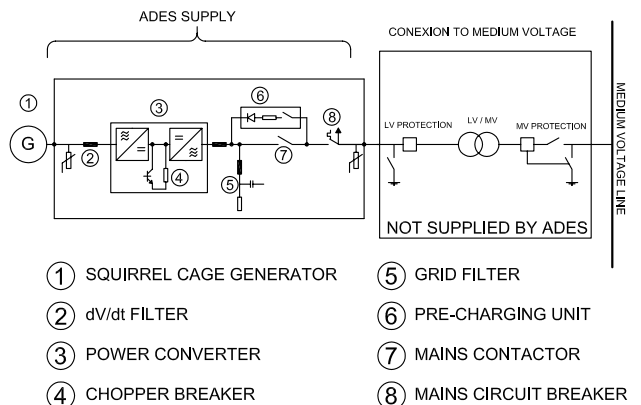 ADES SUPPLY
CONEXION TO MEDIUM VOLTAGE
MEDIUM VOLTAGE LINE
1
3
6
8
LV PROTECTION
LV / MV
MV PROTECTION
G
2
4
5
7
NOT SUPPLIED BY ADES
1 SQUIRREL CAGE GENERATOR
2 dV/dt FILTER
3 POWER CONVERTER
4 CHOPPER BREAKER
5 GRID FILTER
6 PRE-CHARGING UNIT
7 MAINS CONTACTOR
8 MAINS CIRCUIT BREAKER